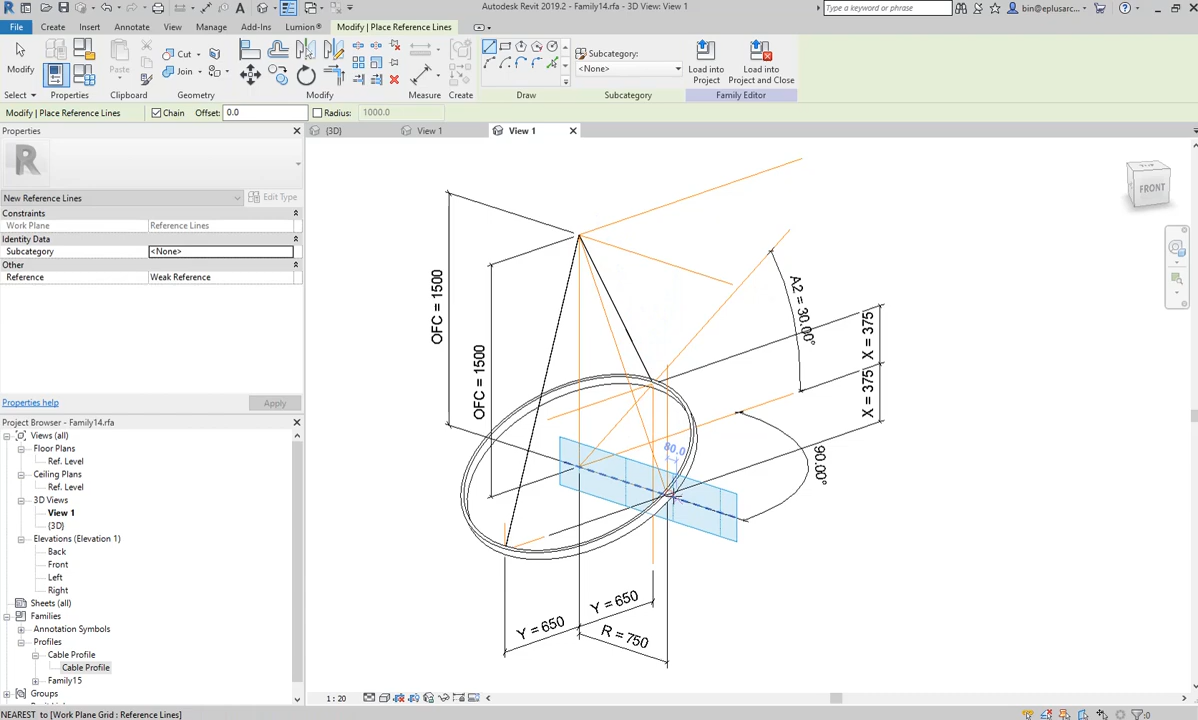 Autodesk Revit 2019.2 - Family14.rfa - 3D View: View 1
Type a keyword or phrase
bin@eplusarc...
File Create Insert Annotate View Manage Add-Ins Lumion® Modify | Place Reference Lines
Modify
Paste
Cut
Join
Subcategory:
<None>
Load into
Project
Load into
Project and Close
Select Properties Clipboard Geometry Modify Measure Create Draw Subcategory Family Editor
Modify | Place Reference Lines Chain Offset: 0.0 Radius: 1000.0
Properties
{3D} View 1 View 1
New Reference Lines Edit Type
Constraints
Work Plane Reference Lines
Identity Data
Subcategory <None>
Other
Reference Weak Reference
Properties help Apply
Project Browser - Family14.rfa
Views (all)
Floor Plans
Ref. Level
Ceiling Plans
Ref. Level
3D Views
View 1
{3D}
Elevations (Elevation 1)
Back
Front
Left
Right
Sheets (all)
Families
Annotation Symbols
Profiles
Cable Profile
Cable Profile
Family15
Groups
FRONT
OFC = 1500
OFC = 1500
A2 = 30.00°
X = 375
X = 375
80.0
90.00°
Y = 650
Y = 650
R = 750
1 : 20
NEAREST to [Work Plane Grid : Reference Lines]
:0